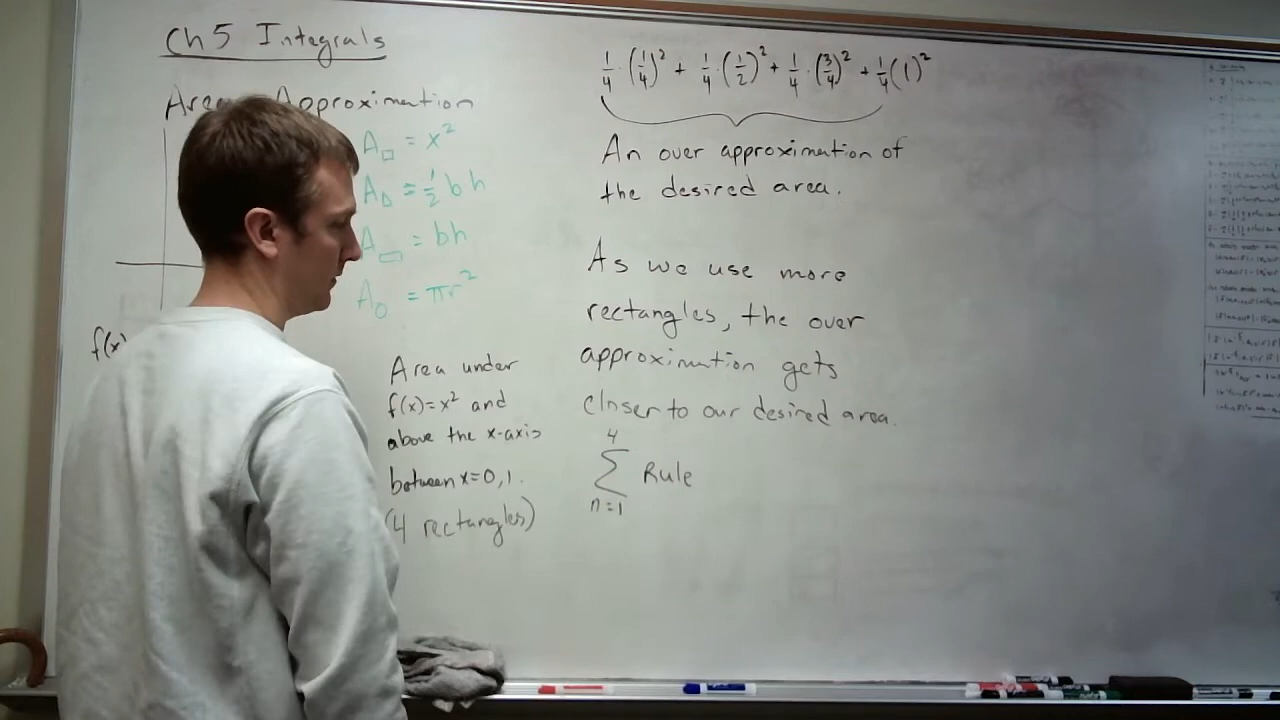 Ch 5 Integrals
Area Approximation
A□ = x²
A△ = ½ bh
A▭ = bh
A○ = πr²
f(x)
Area under
f(x)=x² and
above the x-axis
between x=0,1.
(4 rectangles)
1/4 · (1/4)² + 1/4 · (1/2)² + 1/4 · (3/4)² + 1/4 (1)²
An over approximation of
the desired area.
As we use more
rectangles, the over
approximation gets
closer to our desired area.
4
∑ Rule
n=1